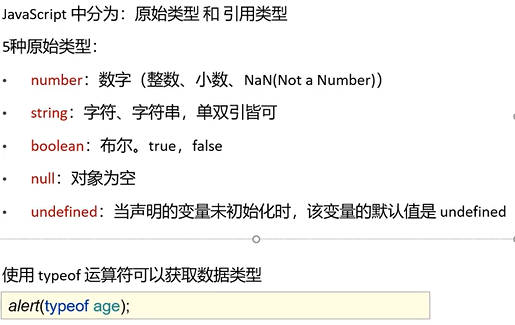 JavaScript 中分为：原始类型 和 引用类型
5种原始类型：
• number：数字（整数、小数、NaN(Not a Number)）
• string：字符、字符串，单双引皆可
• boolean：布尔。true，false
• null：对象为空
• undefined：当声明的变量未初始化时，该变量的默认值是 undefined
使用 typeof 运算符可以获取数据类型
alert(typeof age);